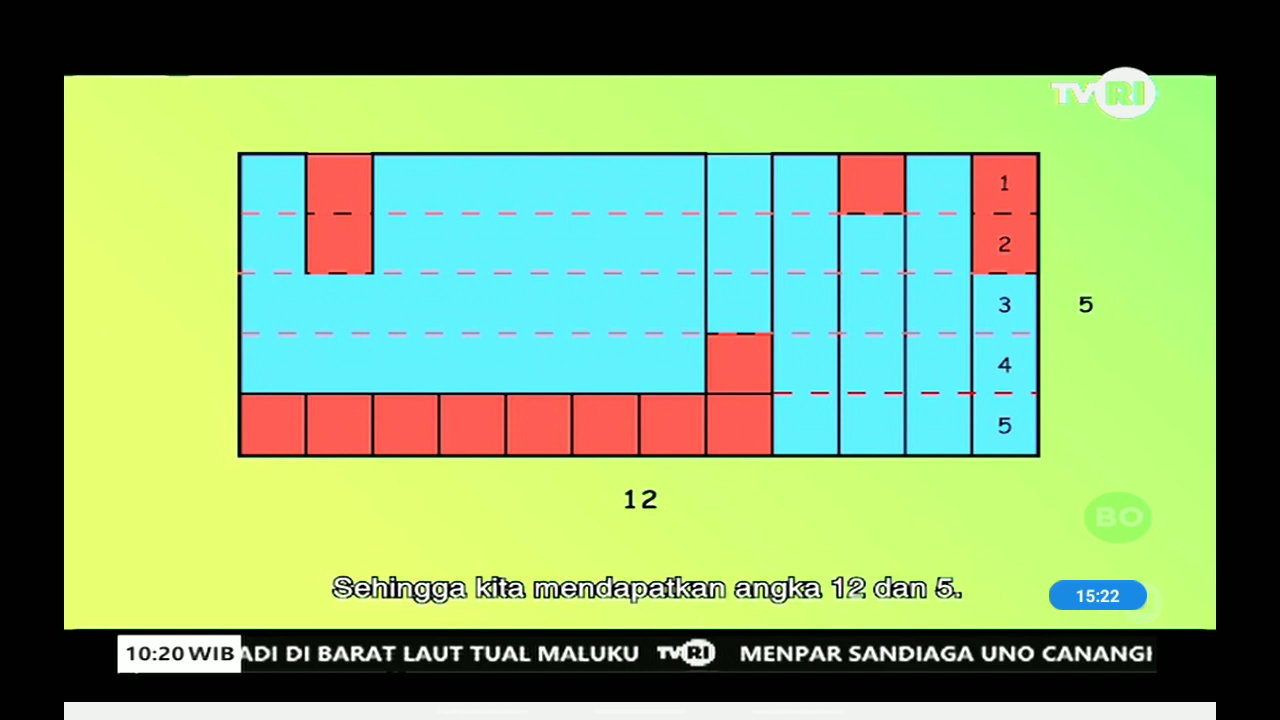 TVRI
1
2
3
4
5
5
12
BO
Sehingga kita mendapatkan angka 12 dan 5.
15:22
10:20 WIB ADI DI BARAT LAUT TUAL MALUKU TVRI MENPAR SANDIAGA UNO CANANG